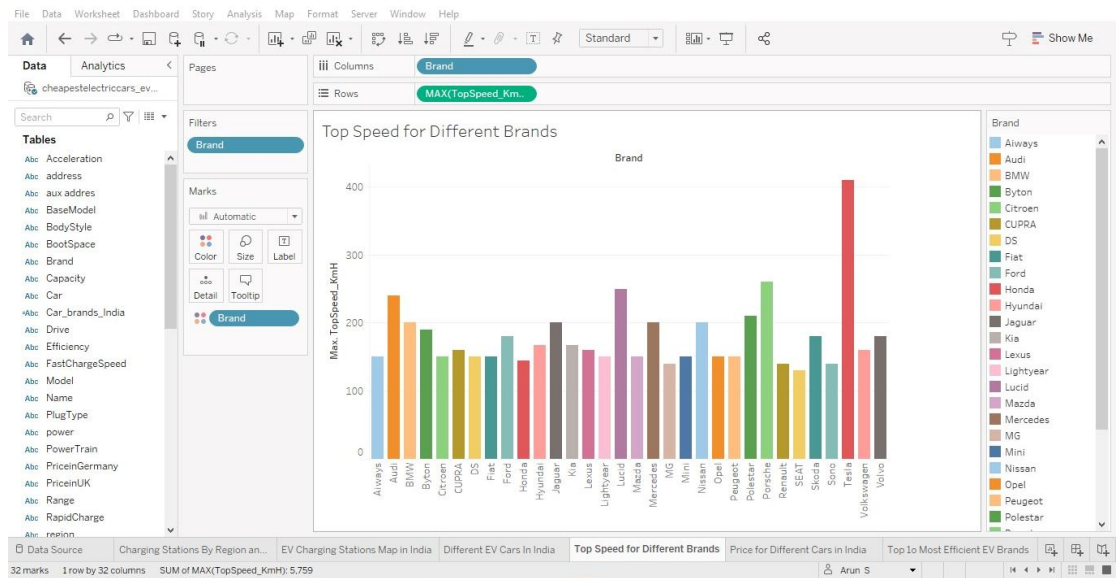 File Data Worksheet Dashboard Story Analysis Map Format Server Window Help
Standard
Show Me
Data Analytics
cheapestelectriccars_ev...
Search
Tables
Abc Acceleration
Abc address
Abc aux addres
Abc BaseModel
Abc BodyStyle
Abc BootSpace
Abc Brand
Abc Capacity
Abc Car
Abc Car_brands_India
Abc Drive
Abc Efficiency
Abc FastChargeSpeed
Abc Model
Abc Name
Abc PlugType
Abc power
Abc PowerTrain
Abc PriceinGermany
Abc PriceinUK
Abc Range
Abc RapidCharge
Abc region
Pages
Filters
Brand
Marks
Automatic
Color Size Label
Detail Tooltip
Brand
Columns Brand
Rows MAX(TopSpeed_Km..
Top Speed for Different Brands
Brand
Max. TopSpeed_KmH
400
300
200
100
0
Aiways
Audi
BMW
Byton
Citroen
CUPRA
DS
Fiat
Ford
Honda
Hyundai
Jaguar
Kia
Lexus
Lightyear
Lucid
Mazda
Mercedes
MG
Mini
Nissan
Opel
Peugeot
Polestar
Porsche
Renault
SEAT
Skoda
Sono
Tesla
Volkswagen
Volvo
Brand
Aiways
Audi
BMW
Byton
Citroen
CUPRA
DS
Fiat
Ford
Honda
Hyundai
Jaguar
Kia
Lexus
Lightyear
Lucid
Mazda
Mercedes
MG
Mini
Nissan
Opel
Peugeot
Polestar
Data Source Charging Stations By Region an... EV Charging Stations Map in India Different EV Cars In India Top Speed for Different Brands Price for Different Cars in India Top 1o Most Efficient EV Brands
32 marks 1 row by 32 columns SUM of MAX(TopSpeed_KmH): 5,759 Arun S